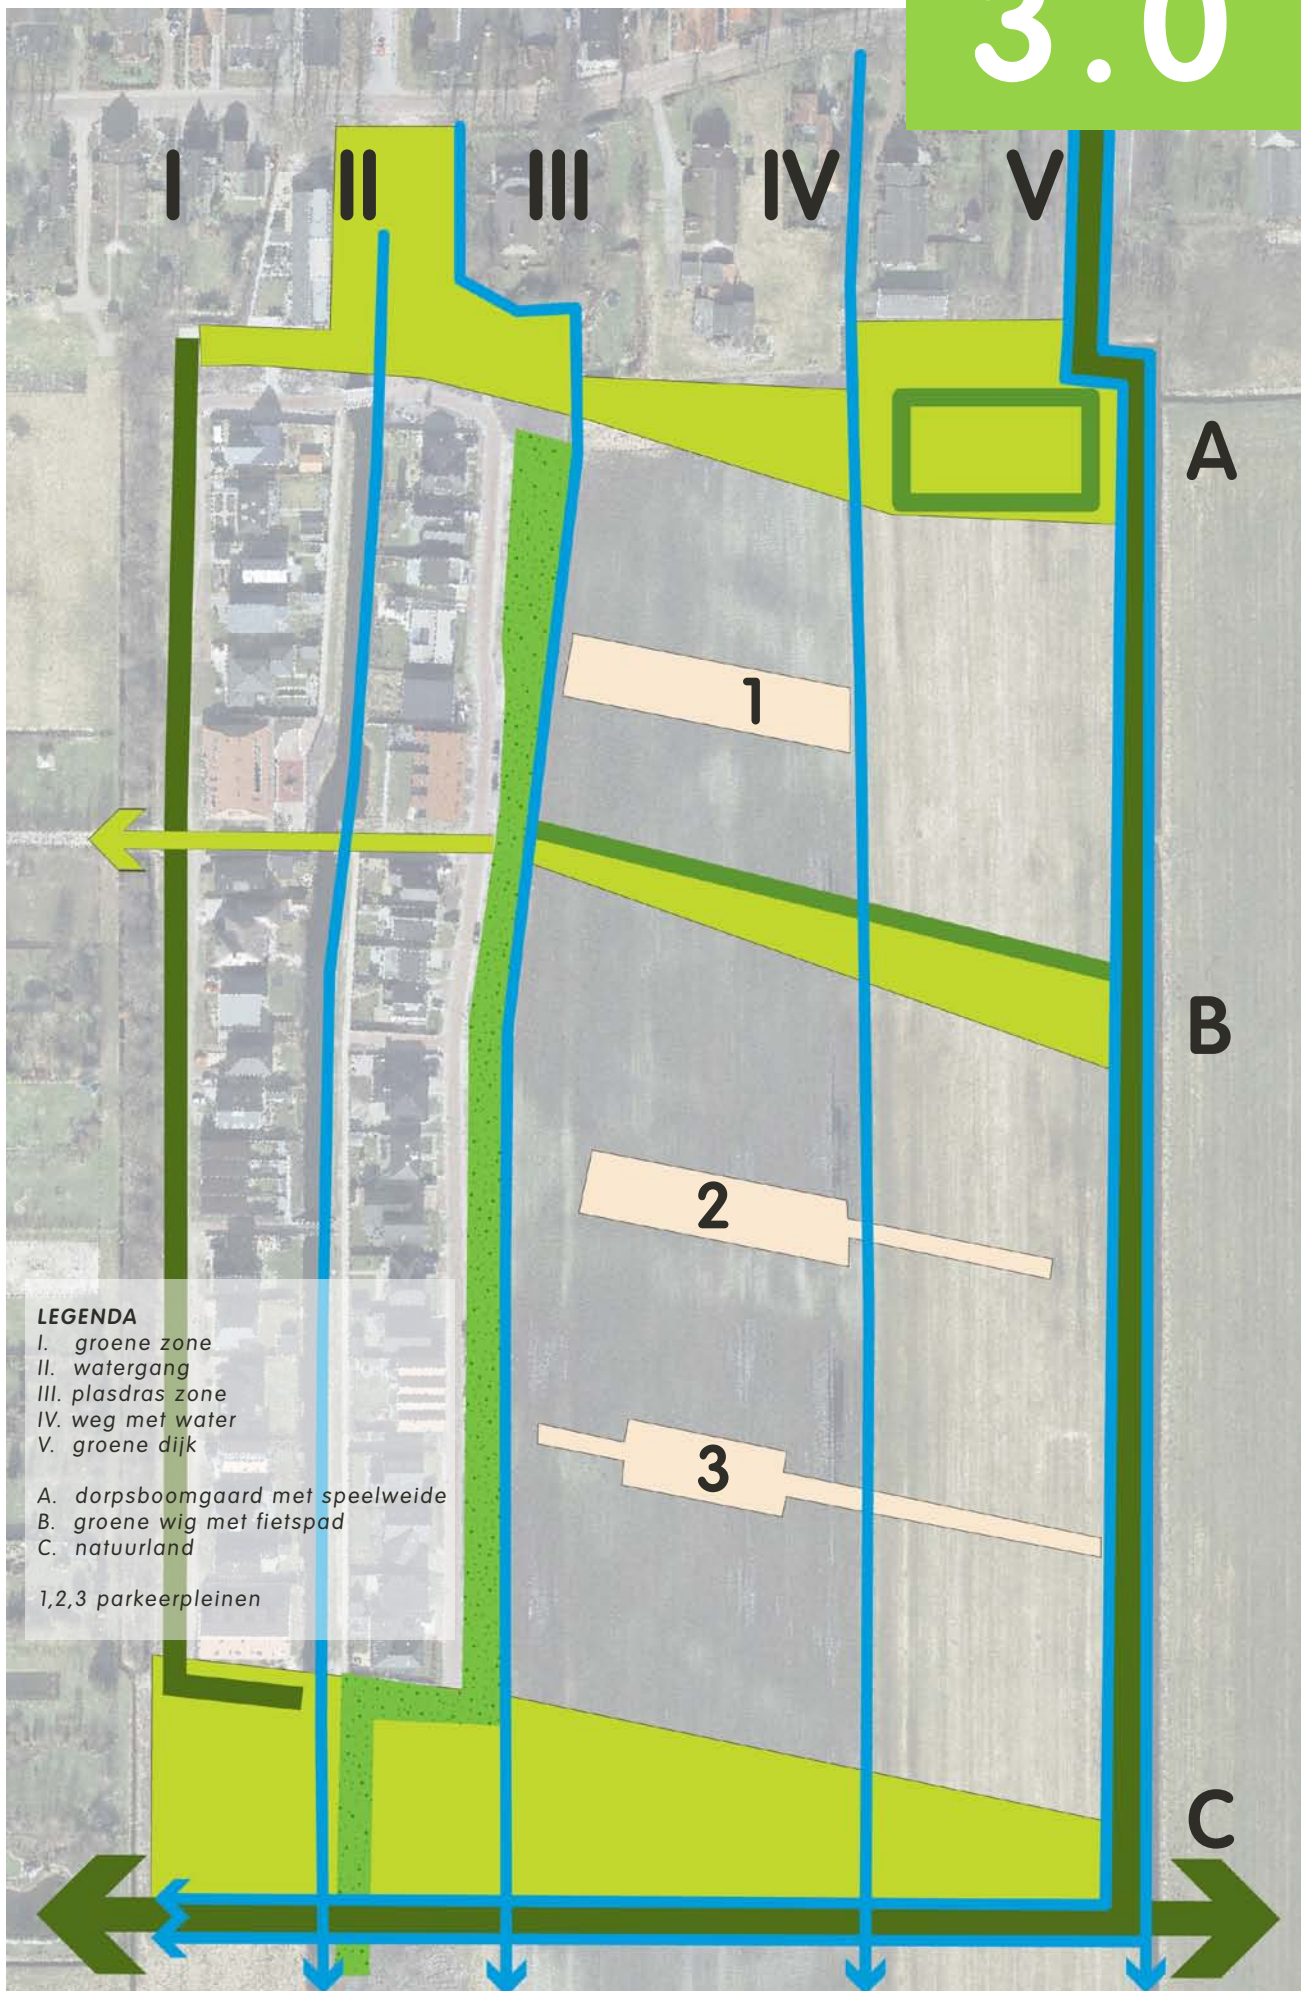 3.0
I II III IV V
A
1
B
2
3
LEGENDA
I. groene zone
II. watergang
III. plasdras zone
IV. weg met water
V. groene dijk
A. dorpsboomgaard met speelweide
B. groene wig met fietspad
C. natuurland
1,2,3 parkeerpleinen
C